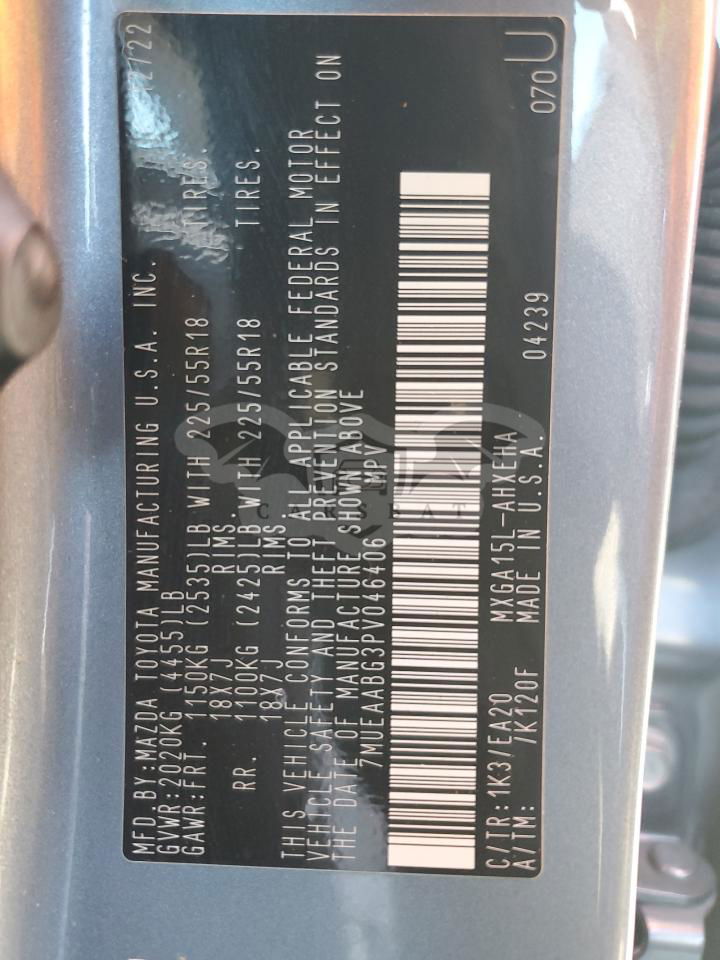 MFD.BY:MAZDA TOYOTA MANUFACTURING U.S.A. INC. 12/22
GVWR:2020KG (4455)LB
GAWR:FRT. 1150KG (2535)LB WITH 225/55R18 TIRES.
18X7J RIMS.
RR. 1100KG (2425)LB WITH 225/55R18 TIRES.
18X7J RIMS.
THIS VEHICLE CONFORMS TO ALL APPLICABLE FEDERAL MOTOR
VEHICLE SAFETY AND THEFT PREVENTION STANDARDS IN EFFECT ON
THE DATE OF MANUFACTURE SHOWN ABOVE
7MUEAABG3PV046406 MPV
C/TR:1K3/EA20 MXGA15L-AHXEHA 04239 070 U
A/TM: /K120F MADE IN U.S.A.
CARSEAT